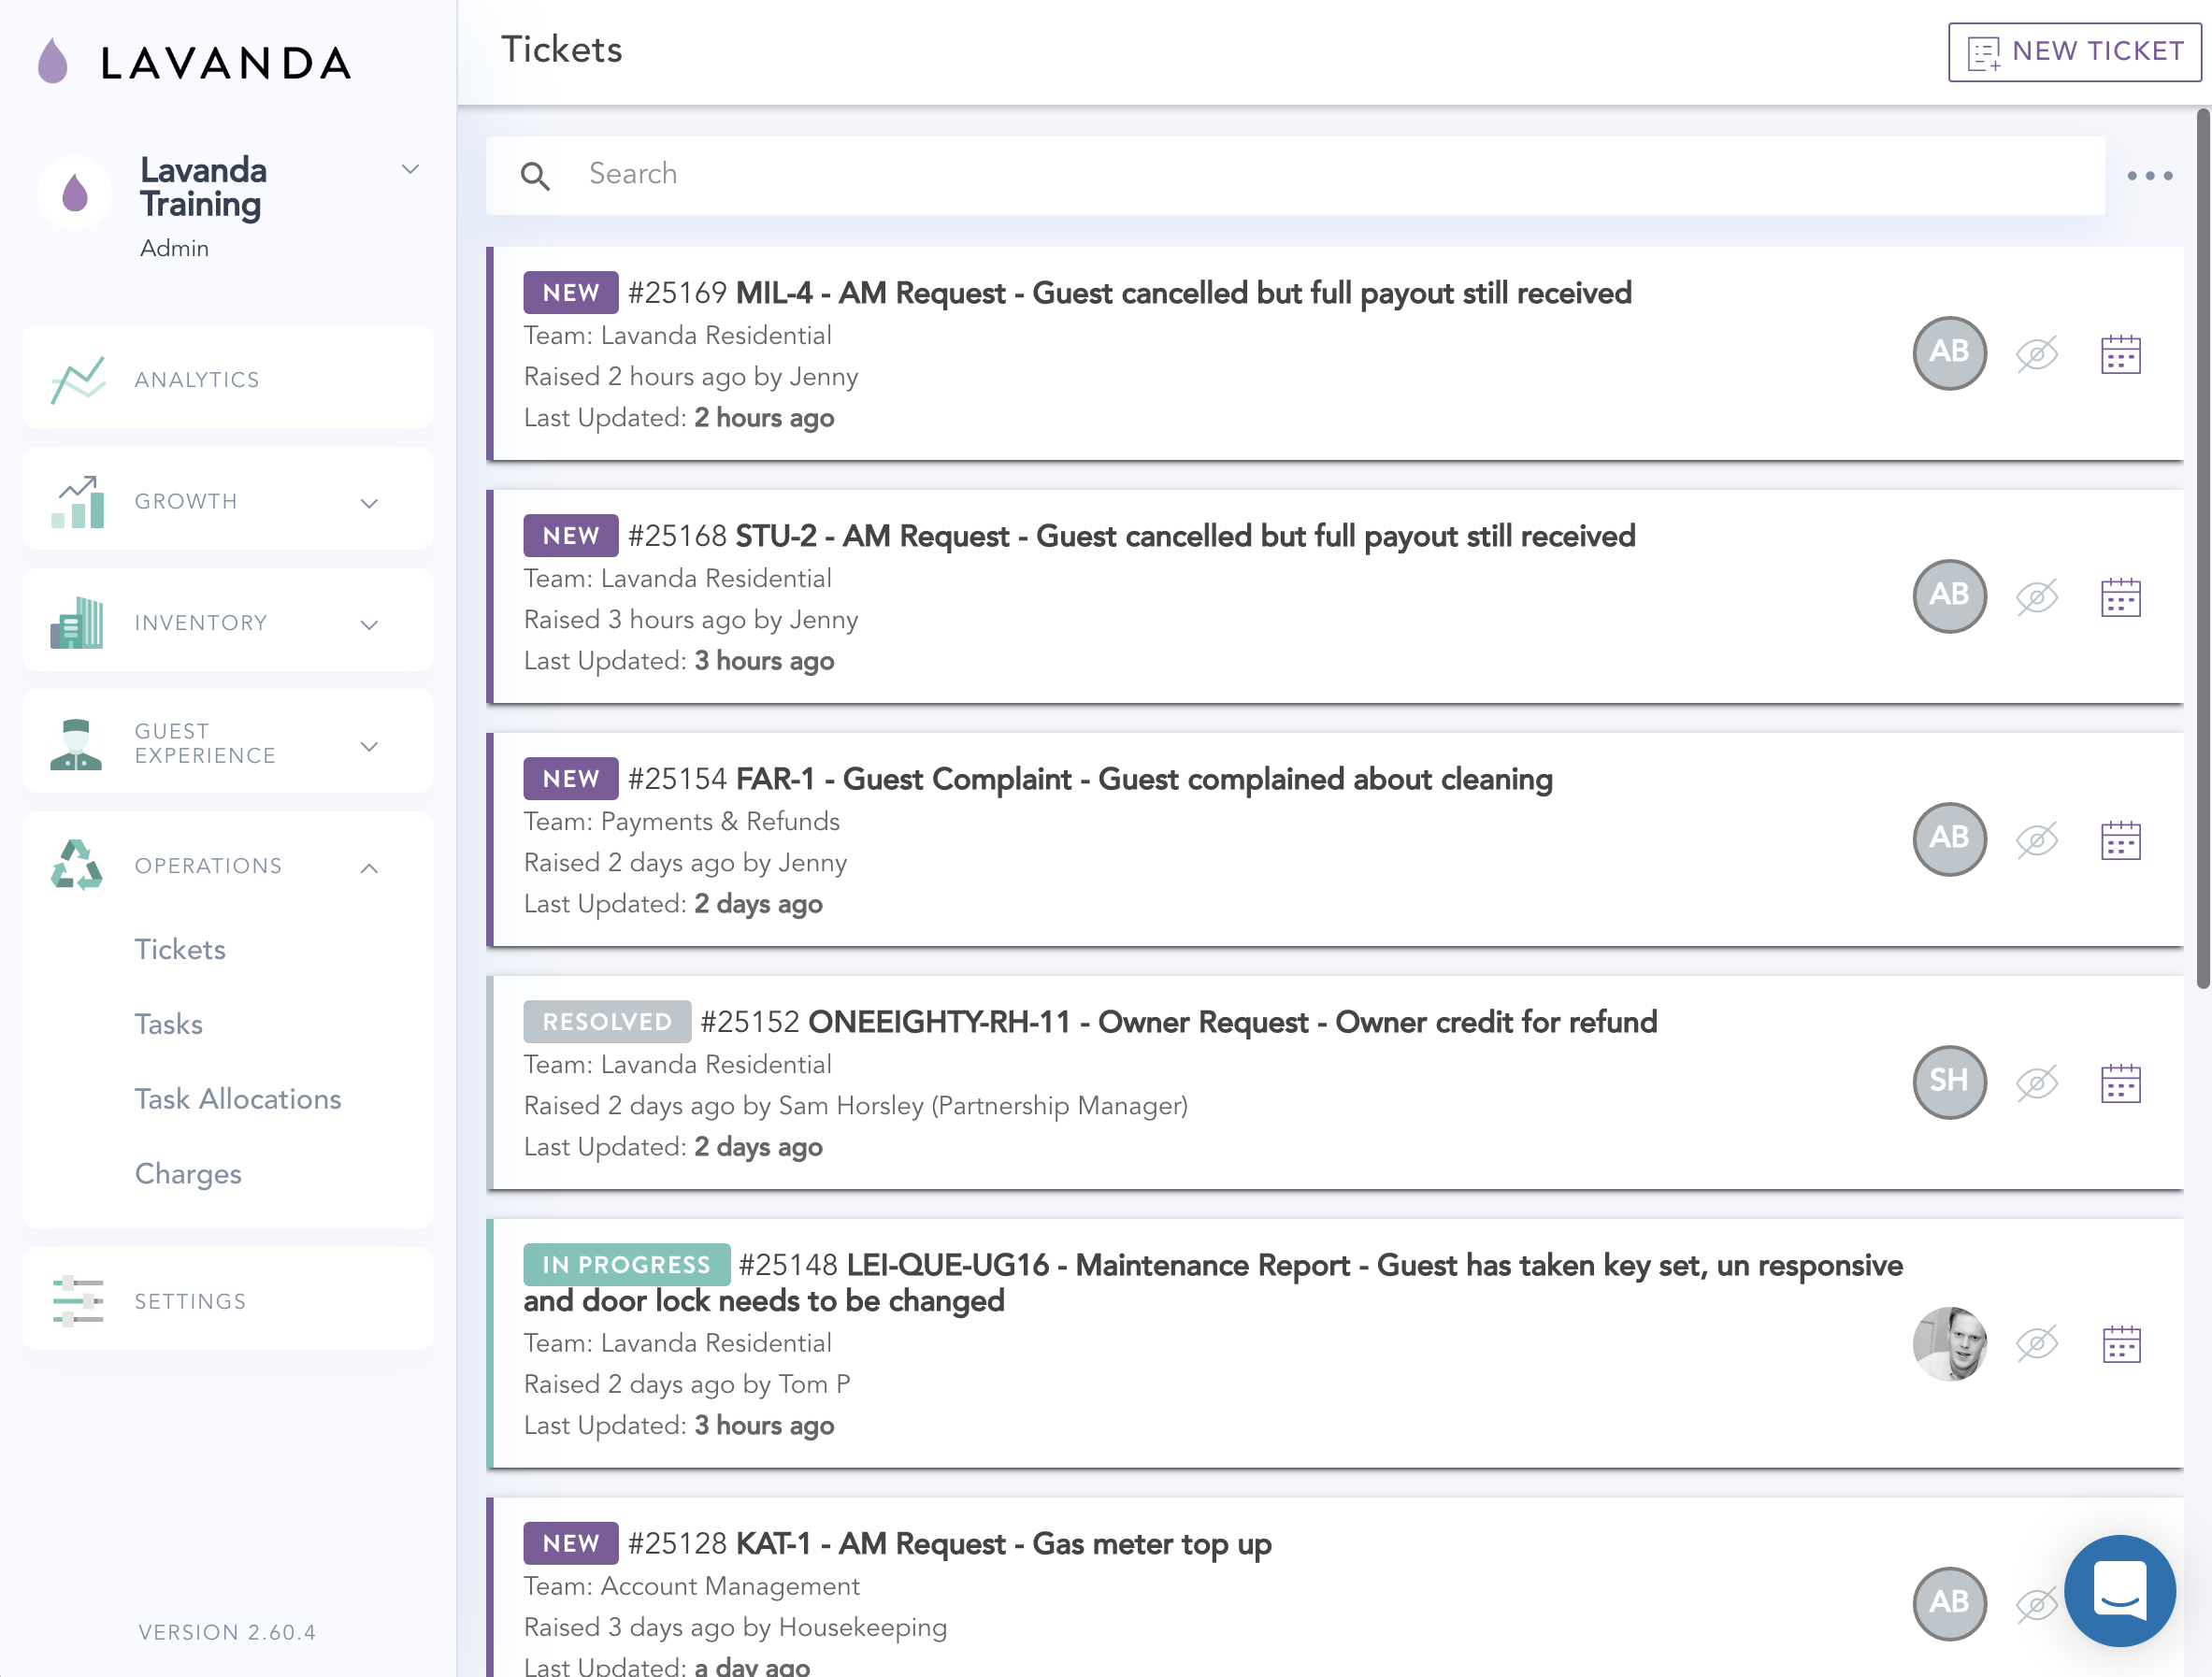 LAVANDA
Lavanda
Training
Admin
ANALYTICS
GROWTH
INVENTORY
GUEST
EXPERIENCE
OPERATIONS
Tickets
Tasks
Task Allocations
Charges
SETTINGS
VERSION 2.60.4
Tickets
NEW TICKET
Search
NEW #25169 MIL-4 - AM Request - Guest cancelled but full payout still received
Team: Lavanda Residential
Raised 2 hours ago by Jenny
Last Updated: 2 hours ago
AB
NEW #25168 STU-2 - AM Request - Guest cancelled but full payout still received
Team: Lavanda Residential
Raised 3 hours ago by Jenny
Last Updated: 3 hours ago
AB
NEW #25154 FAR-1 - Guest Complaint - Guest complained about cleaning
Team: Payments & Refunds
Raised 2 days ago by Jenny
Last Updated: 2 days ago
AB
RESOLVED #25152 ONEEIGHTY-RH-11 - Owner Request - Owner credit for refund
Team: Lavanda Residential
Raised 2 days ago by Sam Horsley (Partnership Manager)
Last Updated: 2 days ago
SH
IN PROGRESS #25148 LEI-QUE-UG16 - Maintenance Report - Guest has taken key set, un responsive
and door lock needs to be changed
Team: Lavanda Residential
Raised 2 days ago by Tom P
Last Updated: 3 hours ago
NEW #25128 KAT-1 - AM Request - Gas meter top up
Team: Account Management
Raised 3 days ago by Housekeeping
Last Updated: a day ago
AB